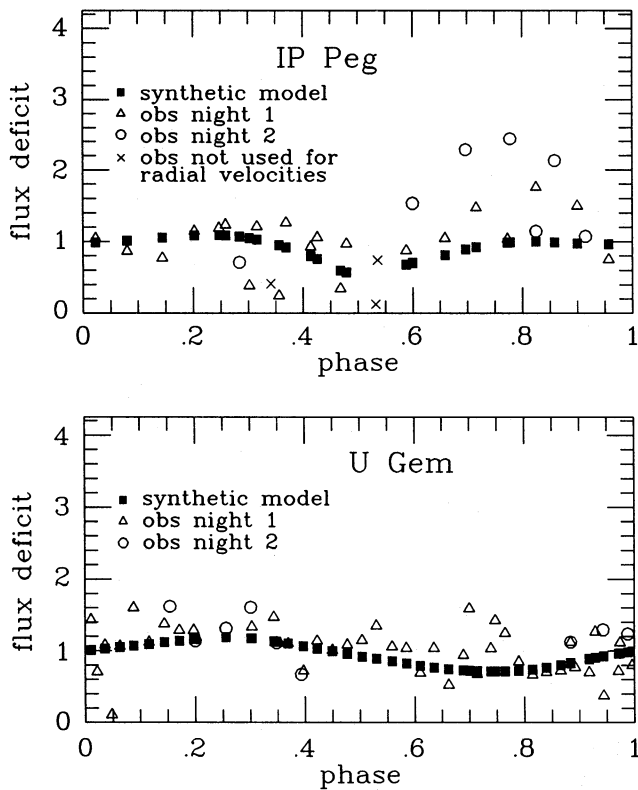 IP Peg
synthetic model
obs night 1
obs night 2
obs not used for
radial velocities
flux deficit
4
3
2
1
0
0
.2
.4
.6
.8
1
phase
U Gem
synthetic model
obs night 1
obs night 2
flux deficit
4
3
2
1
0
0
.2
.4
.6
.8
1
phase